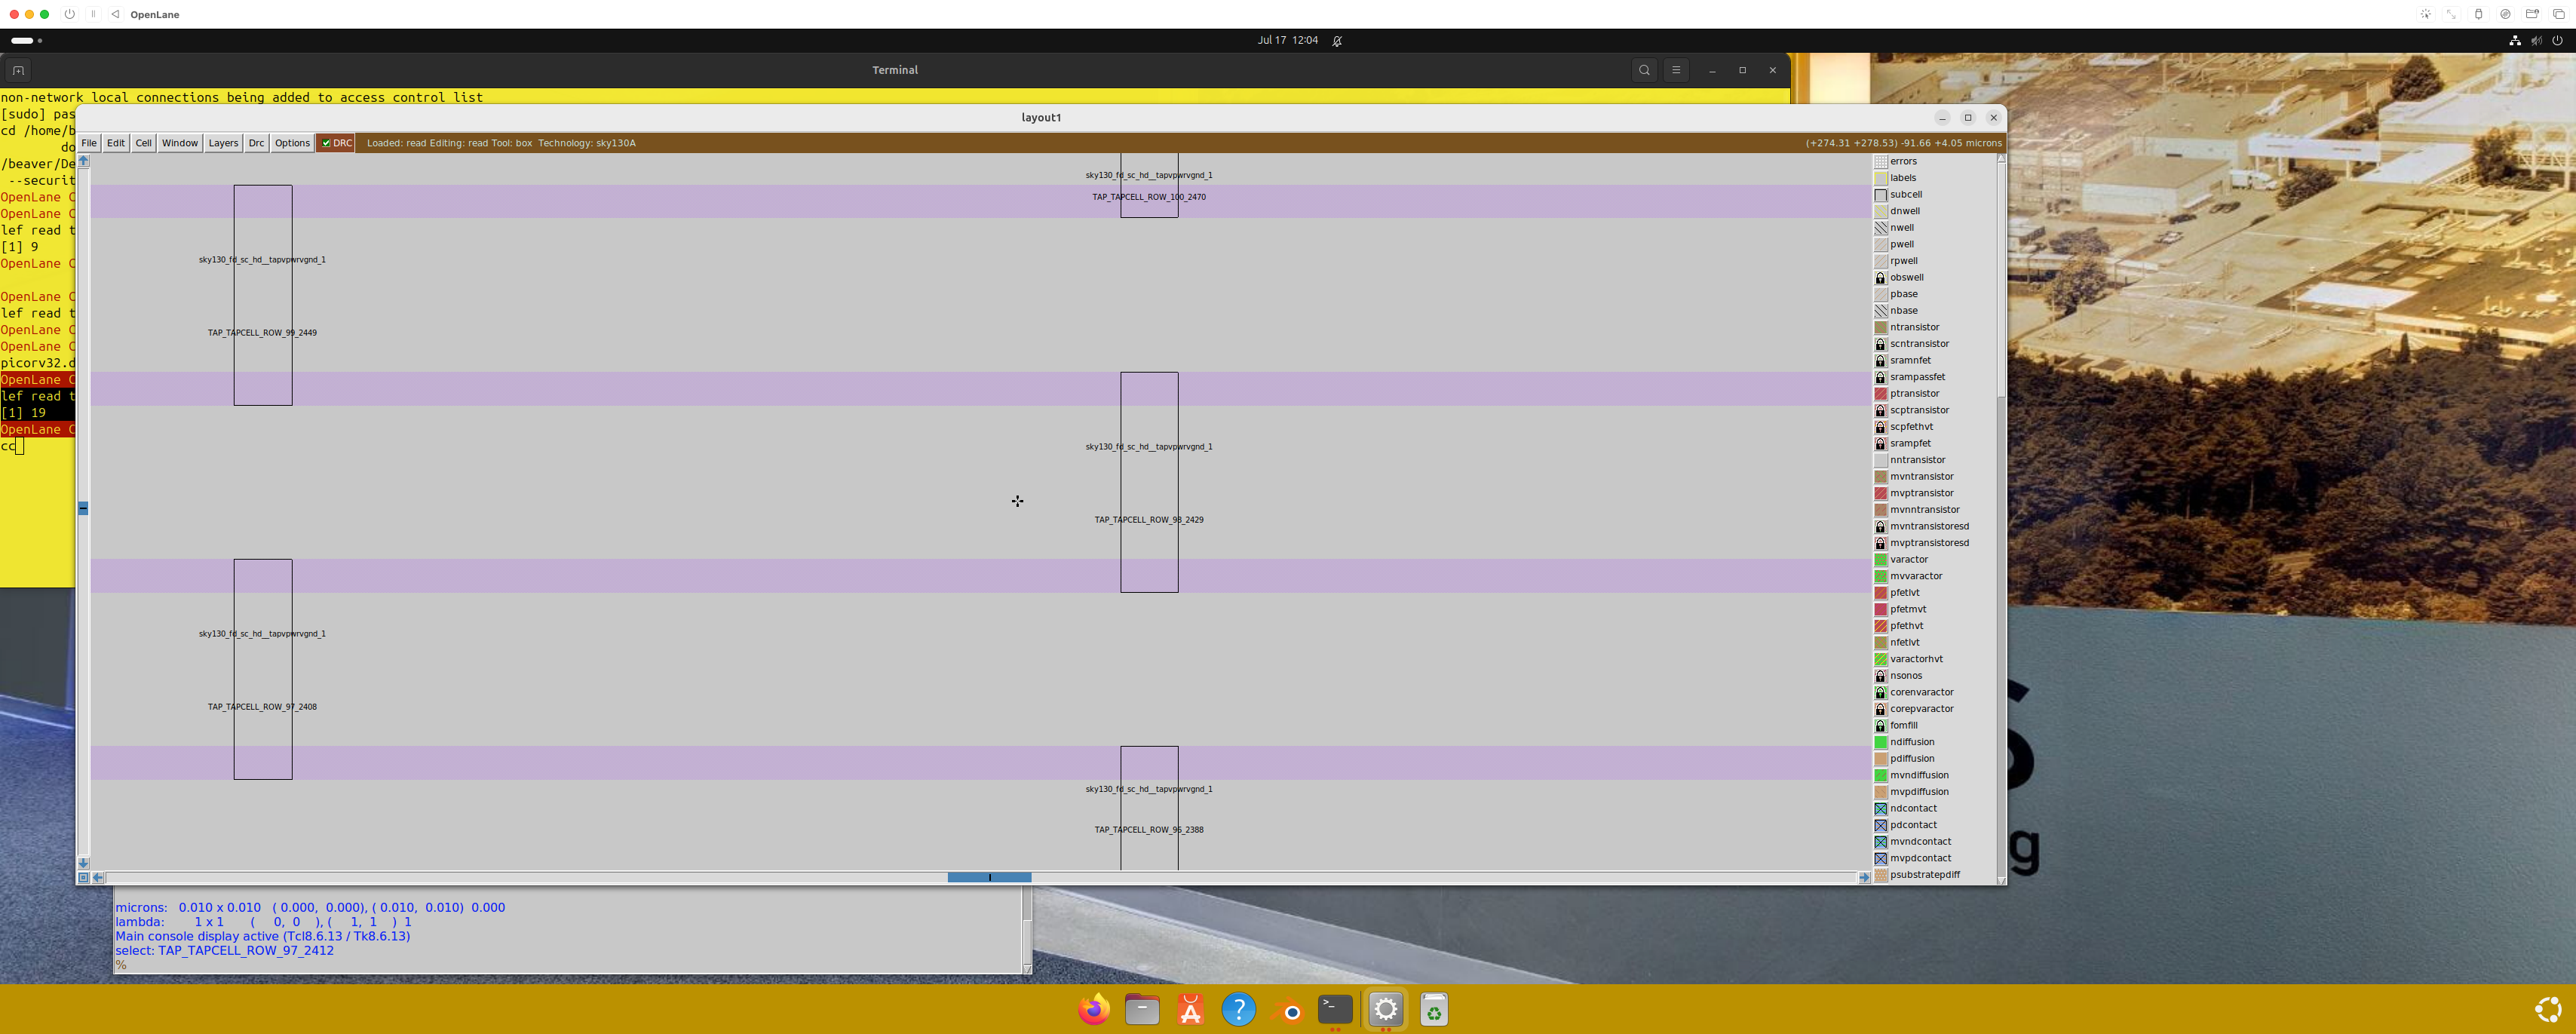 OpenLane
Jul 17 12:04
Terminal
non-network local connections being added to access control list
[sudo] pas
cd /home/b
do
/beaver/De
--securit
OpenLane C
OpenLane C
lef read t
[1] 9
OpenLane C
OpenLane C
lef read t
OpenLane C
OpenLane C
picorv32.d
OpenLane C
lef read t
[1] 19
OpenLane C
cc
layout1
File Edit Cell Window Layers Drc Options DRC Loaded: read Editing: read Tool: box Technology: sky130A (+274.31 +278.53) -91.66 +4.05 microns
sky130_fd_sc_hd__tapvpwrvgnd_1
TAP_TAPCELL_ROW_100_2470
sky130_fd_sc_hd__tapvpwrvgnd_1
TAP_TAPCELL_ROW_99_2449
sky130_fd_sc_hd__tapvpwrvgnd_1
TAP_TAPCELL_ROW_98_2429
sky130_fd_sc_hd__tapvpwrvgnd_1
TAP_TAPCELL_ROW_97_2408
sky130_fd_sc_hd__tapvpwrvgnd_1
TAP_TAPCELL_ROW_96_2388
errors
labels
subcell
dnwell
nwell
pwell
rpwell
obswell
pbase
nbase
ntransistor
scntransistor
sramnfet
srampassfet
ptransistor
scptransistor
scpfethvt
srampfet
nntransistor
mvntransistor
mvptransistor
mvnntransistor
mvntransistoresd
mvptransistoresd
varactor
mvvaractor
pfetlvt
pfetmvt
pfethvt
nfetlvt
varactorhvt
nsonos
corenvaractor
corepvaractor
fomfill
ndiffusion
pdiffusion
mvndiffusion
mvpdiffusion
ndcontact
pdcontact
mvndcontact
mvpdcontact
psubstratepdiff
microns: 0.010 x 0.010 ( 0.000, 0.000), ( 0.010, 0.010) 0.000
lambda: 1 x 1 ( 0, 0 ), ( 1, 1 ) 1
Main console display active (Tcl8.6.13 / Tk8.6.13)
select: TAP_TAPCELL_ROW_97_2412
%
g